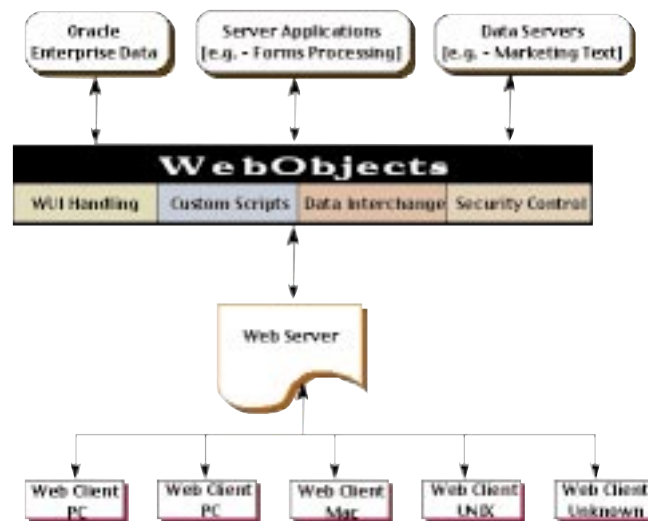 Oracle
Enterprise Data
Server Applications
[e.g. - Forms Processing]
Data Servers
[e.g. - Marketing Text]
WebObjects
WUI Handling
Custom Scripts
Data Interchange
Security Control
Web Server
Web Client
PC
Web Client
PC
Web Client
Mac
Web Client
UNIX
Web Client
Unknown